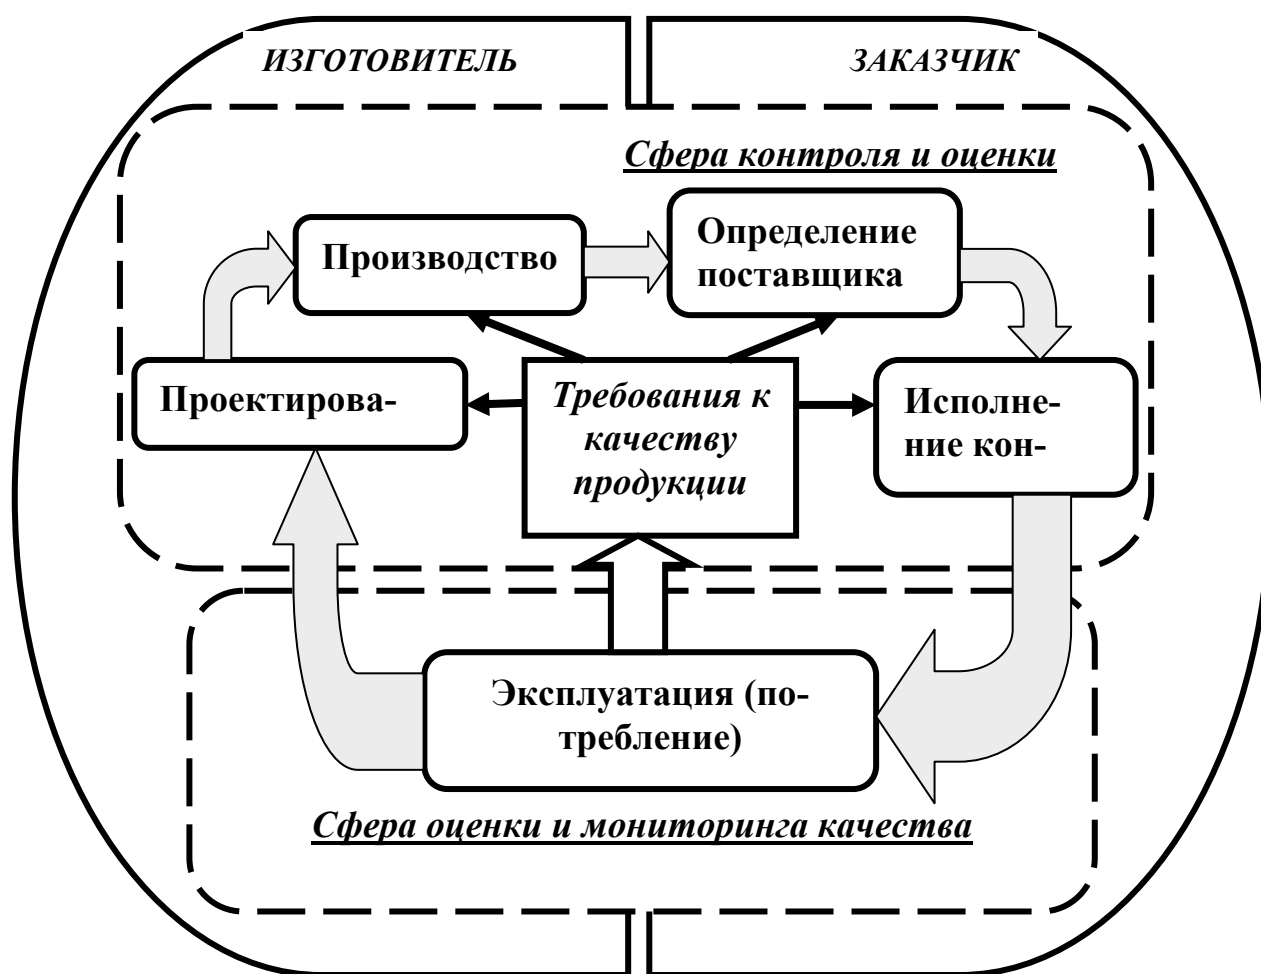 ИЗГОТОВИТЕЛЬ
ЗАКАЗЧИК
Сфера контроля и оценки
Производство
Определение
поставщика
Проектирова-
Требования к
качеству
продукции
Исполне-
ние кон-
Эксплуатация (по-
требление)
Сфера оценки и мониторинга качества